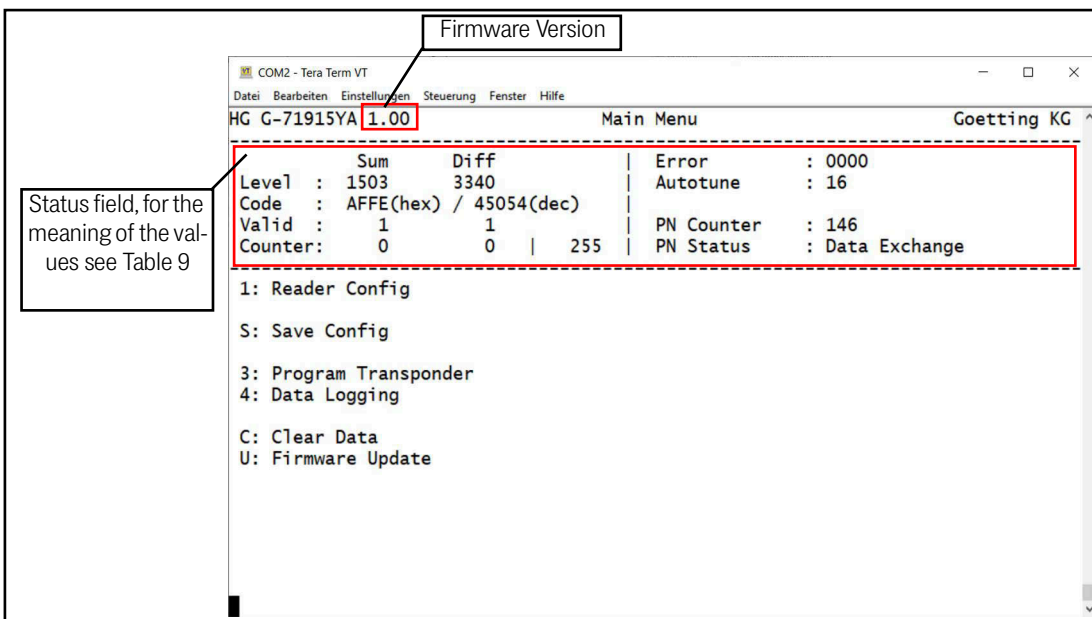 Firmware Version
COM2 - Tera Term VT
Datei Bearbeiten Einstellungen Steuerung Fenster Hilfe
HG G-71915YA 1.00 Main Menu Goetting KG
Sum Diff | Error : 0000
Level : 1503 3340 | Autotune : 16
Code : AFFE(hex) / 45054(dec) |
Valid : 1 1 | PN Counter : 146
Counter: 0 0 | 255 | PN Status : Data Exchange
Status field, for the
meaning of the val-
ues see Table 9
1: Reader Config
S: Save Config
3: Program Transponder
4: Data Logging
C: Clear Data
U: Firmware Update